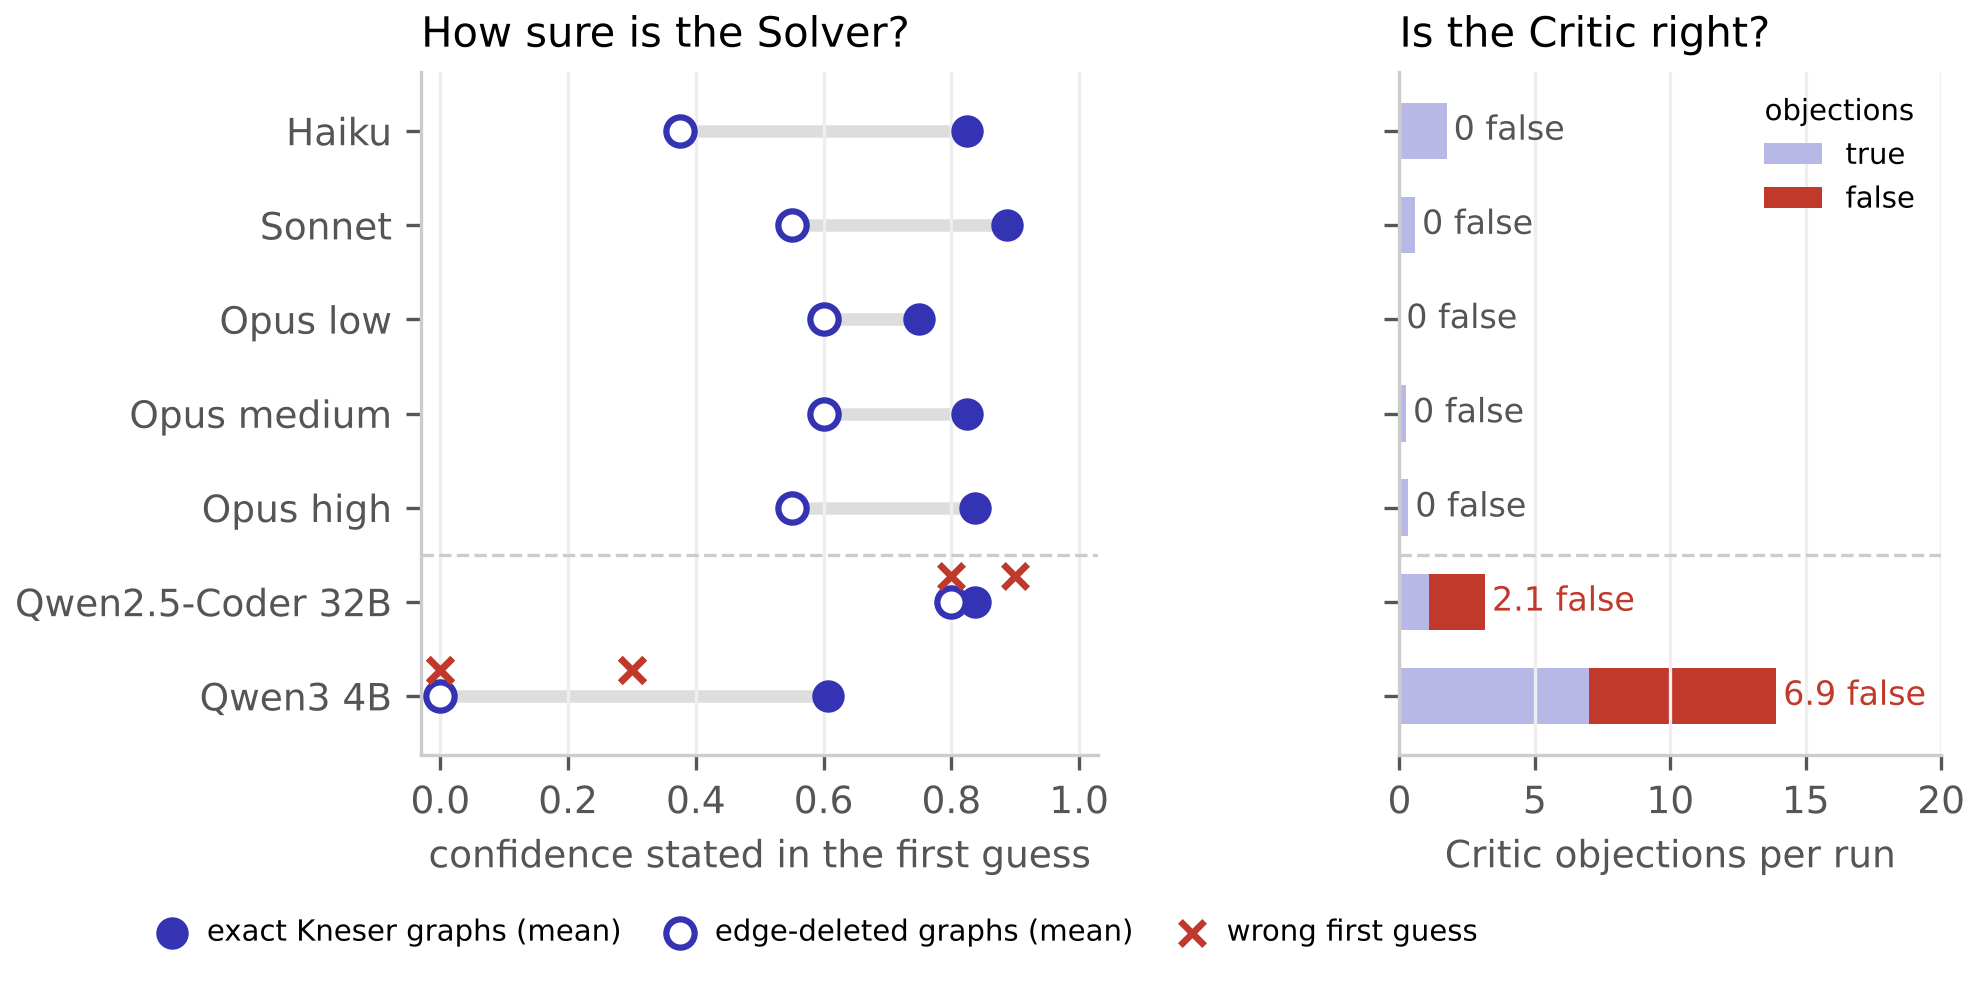 How sure is the Solver?
Haiku
Sonnet
Opus low
Opus medium
Opus high
Qwen2.5-Coder 32B
Qwen3 4B
0.0 0.2 0.4 0.6 0.8 1.0
confidence stated in the first guess
Is the Critic right?
objections
true
false
0 false
0 false
0 false
0 false
0 false
2.1 false
6.9 false
0 5 10 15 20
Critic objections per run
exact Kneser graphs (mean) edge-deleted graphs (mean) wrong first guess